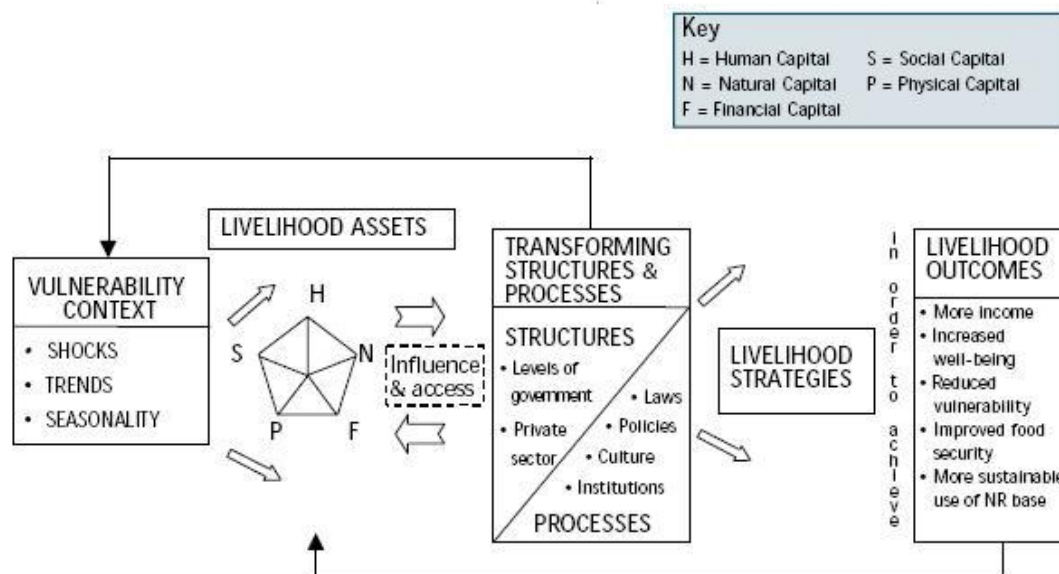 Key
H = Human Capital S = Social Capital
N = Natural Capital P = Physical Capital
F = Financial Capital
LIVELIHOOD ASSETS
VULNERABILITY
CONTEXT
• SHOCKS
• TRENDS
• SEASONALITY
H
S
N
P
F
Influence
& access
TRANSFORMING
STRUCTURES &
PROCESSES
STRUCTURES
• Levels of
government
• Private
sector
• Laws
• Policies
• Culture
• Institutions
PROCESSES
LIVELIHOOD
STRATEGIES
In order to achieve
LIVELIHOOD
OUTCOMES
• More income
• Increased
well-being
• Reduced
vulnerability
• Improved food
security
• More sustainable
use of NR base